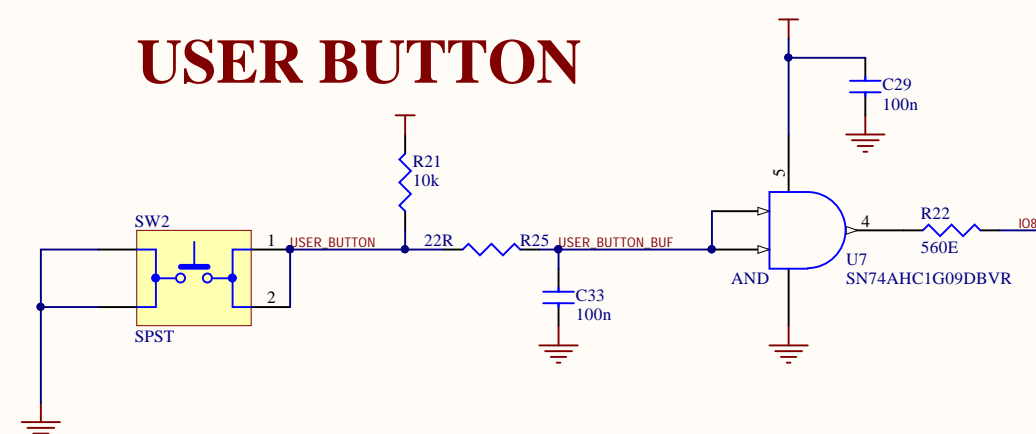 USER BUTTON
C29
100n
5
R21
10k
SW2
1
USER_BUTTON
22R
R25
USER_BUTTON_BUF
4
R22
560E
IO8
2
C33
100n
AND
U7
SN74AHC1G09DBVR
SPST